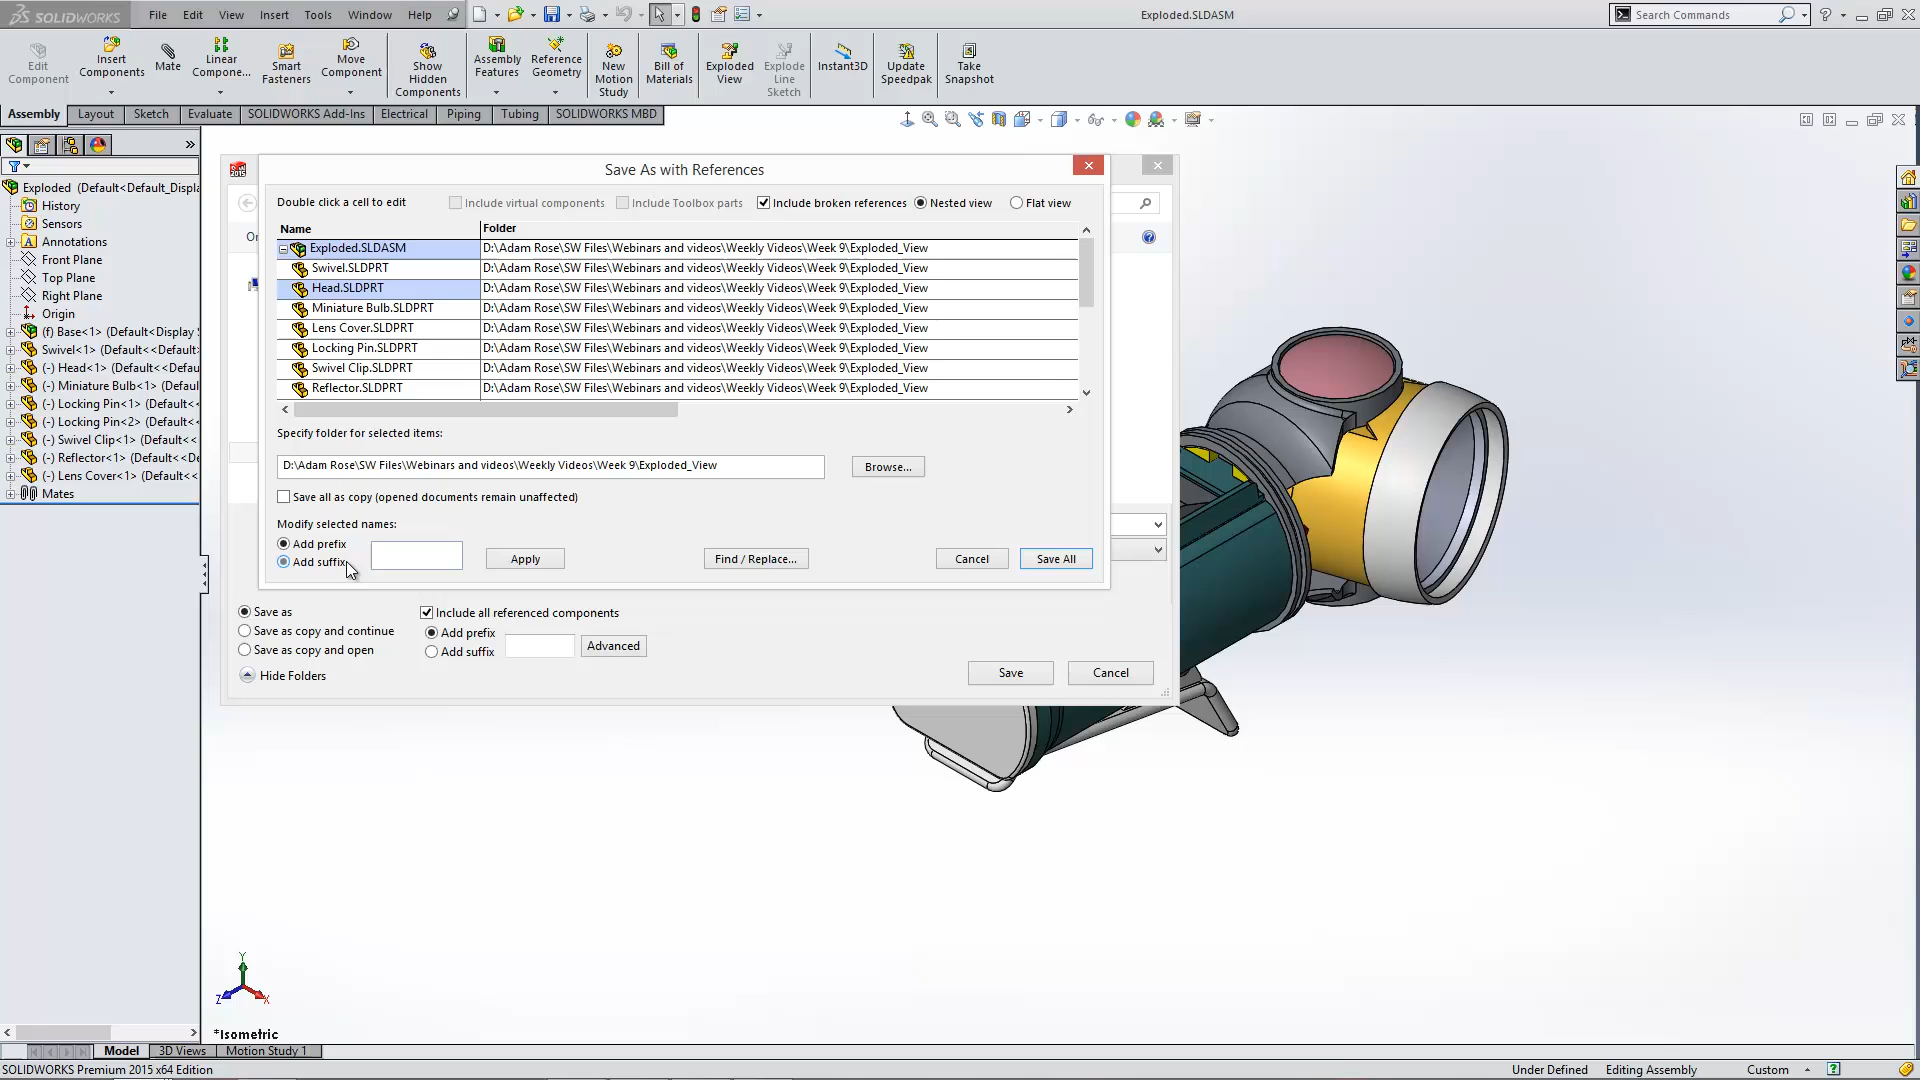 SOLIDWORKS
File Edit View Insert Tools Window Help
Exploded.SLDASM
Search Commands
Edit Component
Insert Components
Mate
Linear Compone...
Smart Fasteners
Move Component
Show Hidden Components
Assembly Features
Reference Geometry
New Motion Study
Bill of Materials
Exploded View
Explode Line Sketch
Instant3D
Update Speedpak
Take Snapshot
Assembly Layout Sketch Evaluate SOLIDWORKS Add-Ins Electrical Piping Tubing SOLIDWORKS MBD
Exploded (Default<Default_Displa
History
Sensors
Annotations
Front Plane
Top Plane
Right Plane
Origin
(f) Base<1> (Default<Display
Swivel<1> (Default<<Default>
(-) Head<1> (Default<<Default
(-) Miniature Bulb<1> (Default<
(-) Locking Pin<1> (Default<<
(-) Locking Pin<2> (Default<<
(-) Swivel Clip<1> (Default<<
(-) Reflector<1> (Default<<De
(-) Lens Cover<1> (Default<<
Mates
2015
Save As with References
Double click a cell to edit
Include virtual components
Include Toolbox parts
Include broken references
Nested view
Flat view
Name Folder
Exploded.SLDASM D:\Adam Rose\SW Files\Webinars and videos\Weekly Videos\Week 9\Exploded_View
Swivel.SLDPRT D:\Adam Rose\SW Files\Webinars and videos\Weekly Videos\Week 9\Exploded_View
Head.SLDPRT D:\Adam Rose\SW Files\Webinars and videos\Weekly Videos\Week 9\Exploded_View
Miniature Bulb.SLDPRT D:\Adam Rose\SW Files\Webinars and videos\Weekly Videos\Week 9\Exploded_View
Lens Cover.SLDPRT D:\Adam Rose\SW Files\Webinars and videos\Weekly Videos\Week 9\Exploded_View
Locking Pin.SLDPRT D:\Adam Rose\SW Files\Webinars and videos\Weekly Videos\Week 9\Exploded_View
Swivel Clip.SLDPRT D:\Adam Rose\SW Files\Webinars and videos\Weekly Videos\Week 9\Exploded_View
Reflector.SLDPRT D:\Adam Rose\SW Files\Webinars and videos\Weekly Videos\Week 9\Exploded_View
Specify folder for selected items:
D:\Adam Rose\SW Files\Webinars and videos\Weekly Videos\Week 9\Exploded_View
Browse...
Save all as copy (opened documents remain unaffected)
Modify selected names:
Add prefix
Add suffix
Apply
Find / Replace...
Cancel
Save All
Or
Save as
Save as copy and continue
Save as copy and open
Include all referenced components
Add prefix
Add suffix
Advanced
Hide Folders
Save
Cancel
Y
Z X
*Isometric
Model 3D Views Motion Study 1
SOLIDWORKS Premium 2015 x64 Edition
Under Defined Editing Assembly Custom